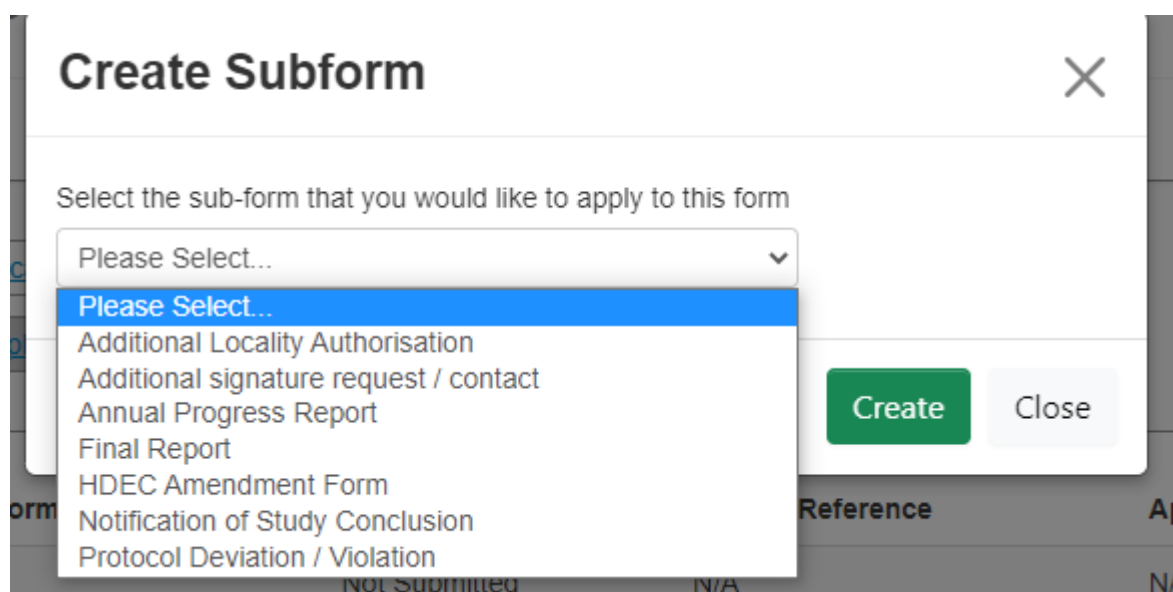 Create Subform
Select the sub-form that you would like to apply to this form
Please Select...
Please Select...
Additional Locality Authorisation
Additional signature request / contact
Annual Progress Report
Final Report
HDEC Amendment Form
Notification of Study Conclusion
Protocol Deviation / Violation
Create Close
Reference
Not Submitted N/A